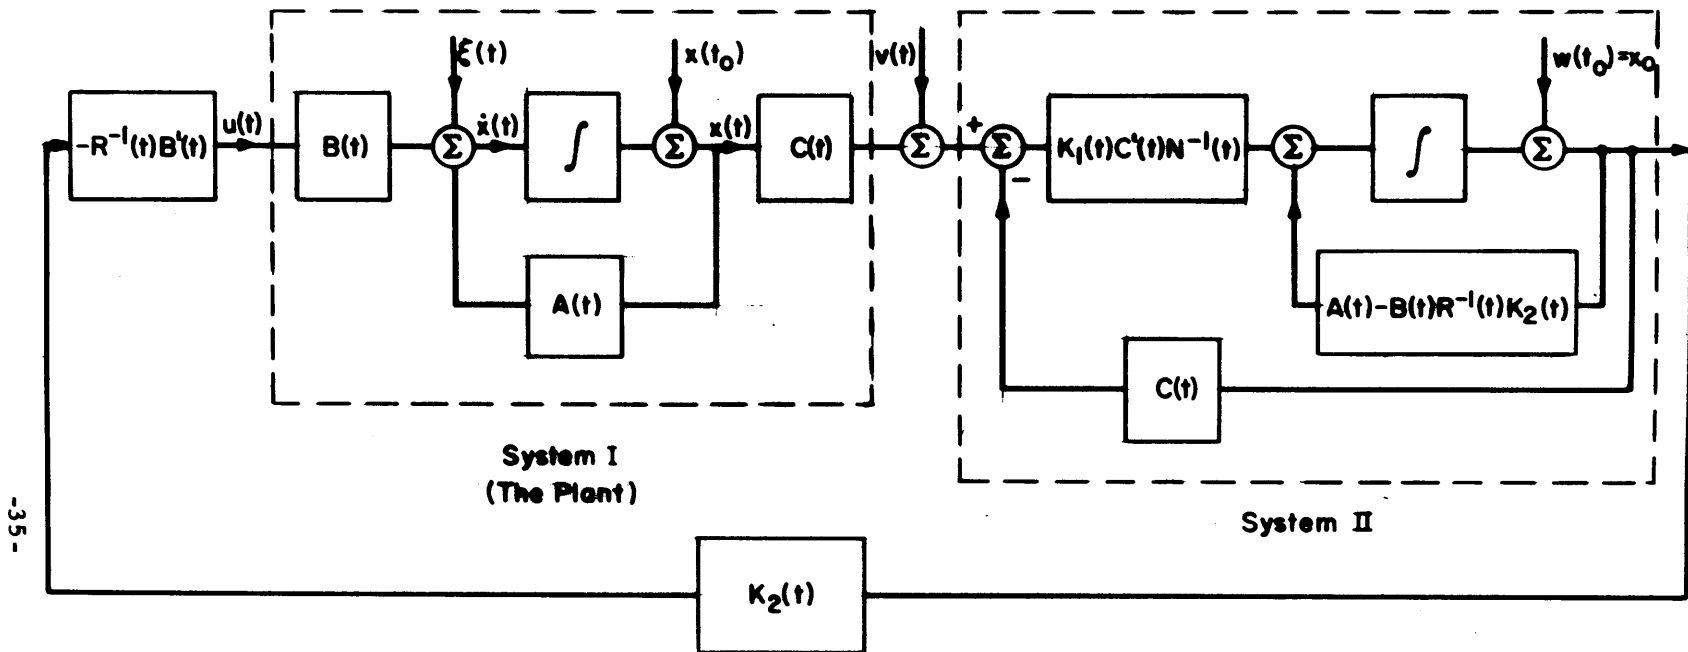 ξ(t)
x(t₀)
v(t)
w(t₀)=x₀
-R⁻¹(t)B'(t)
u(t)
B(t)
Σ
ẋ(t)
∫
Σ
x(t)
C(t)
Σ
+
Σ
−
K₁(t)C'(t)N⁻¹(t)
Σ
∫
Σ
A(t)
A(t)-B(t)R⁻¹(t)K₂(t)
C(t)
System I
(The Plant)
System II
-35-
K₂(t)